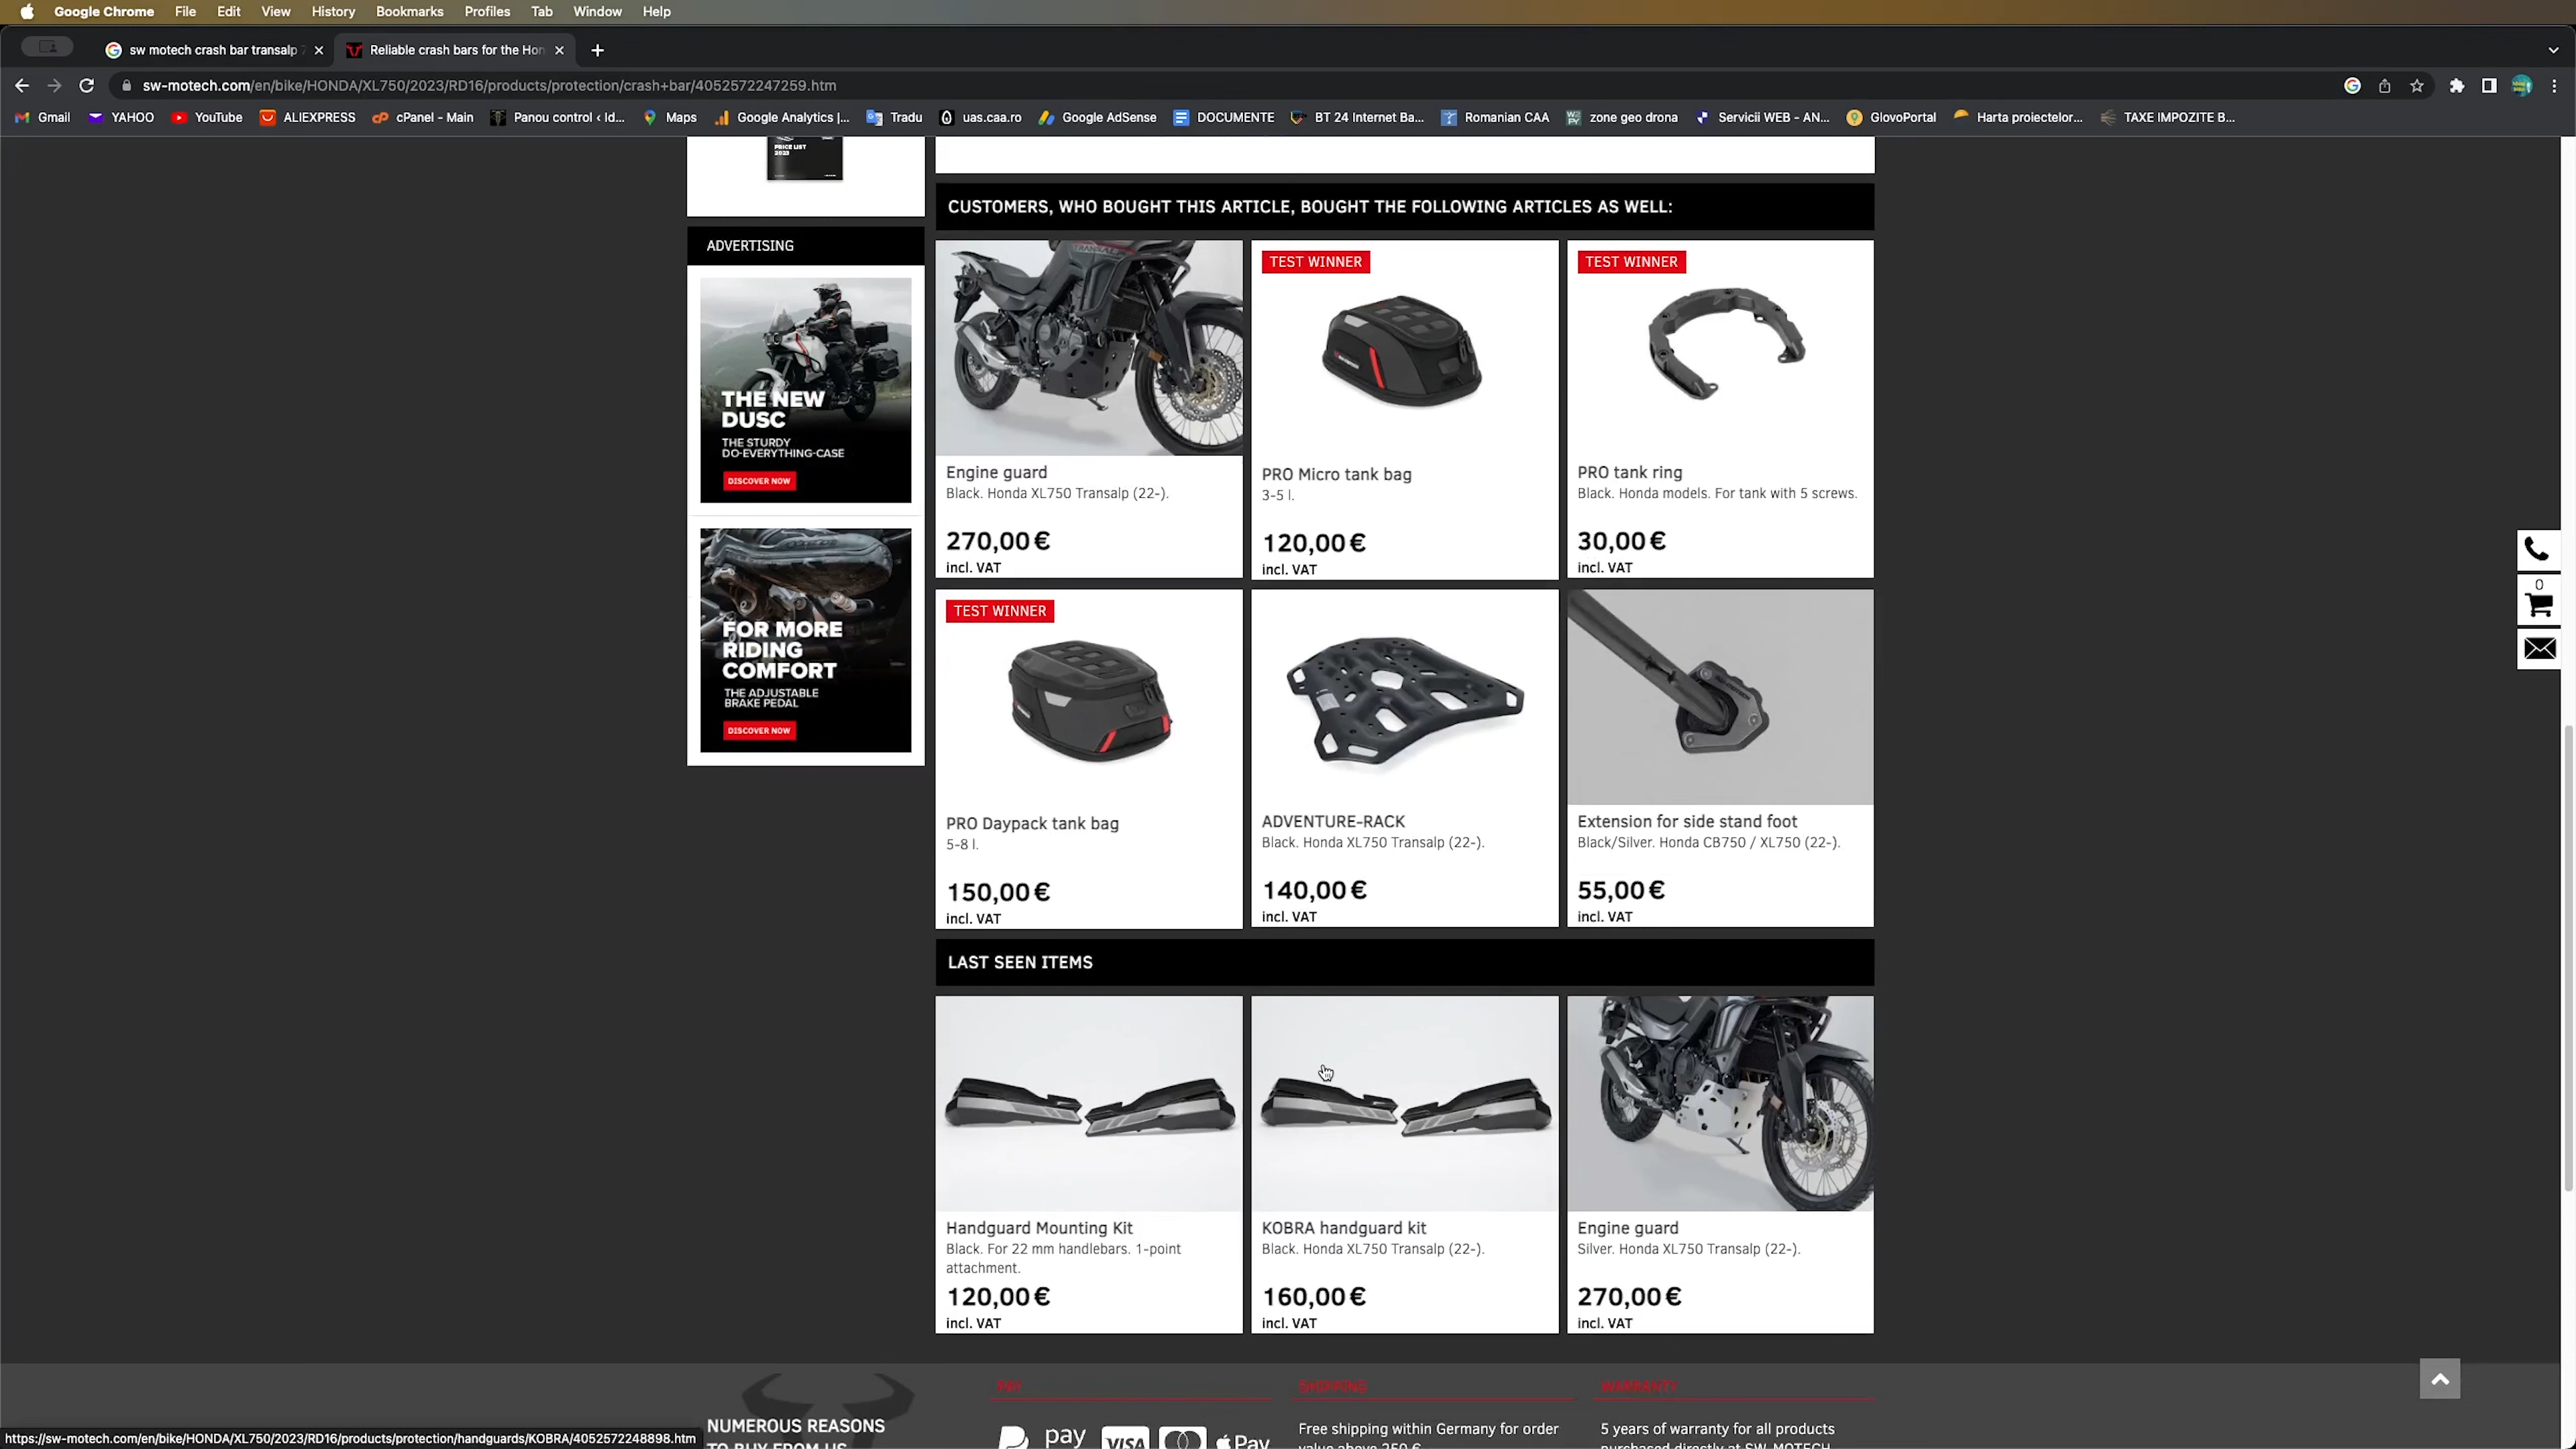 Google Chrome File Edit View History Bookmarks Profiles Tab Window Help
sw motech crash bar transalp
Reliable crash bars for the Hon
sw-motech.com/en/bike/HONDA/XL750/2023/RD16/products/protection/crash+bar/4052572247259.htm
Gmail YAHOO YouTube ALIEXPRESS cPanel - Main Panou control ‹ Id... Maps Google Analytics |... Tradu uas.caa.ro Google AdSense DOCUMENTE BT 24 Internet Ba... Romanian CAA zone geo drona Servicii WEB - AN... GlovoPortal Harta proiectelor... TAXE IMPOZITE B...
PRICE LIST
2023
ADVERTISING
THE NEW
DUSC
THE STURDY
DO-EVERYTHING-CASE
DISCOVER NOW
FOR MORE
RIDING
COMFORT
THE ADJUSTABLE
BRAKE PEDAL
DISCOVER NOW
CUSTOMERS, WHO BOUGHT THIS ARTICLE, BOUGHT THE FOLLOWING ARTICLES AS WELL:
Engine guard
Black. Honda XL750 Transalp (22-).
270,00 €
incl. VAT
TEST WINNER
PRO Micro tank bag
3-5 l.
120,00 €
incl. VAT
TEST WINNER
PRO tank ring
Black. Honda models. For tank with 5 screws.
30,00 €
incl. VAT
TEST WINNER
PRO Daypack tank bag
5-8 l.
150,00 €
incl. VAT
ADVENTURE-RACK
Black. Honda XL750 Transalp (22-).
140,00 €
incl. VAT
Extension for side stand foot
Black/Silver. Honda CB750 / XL750 (22-).
55,00 €
incl. VAT
0
LAST SEEN ITEMS
Handguard Mounting Kit
Black. For 22 mm handlebars. 1-point
attachment.
120,00 €
incl. VAT
KOBRA handguard kit
Black. Honda XL750 Transalp (22-).
160,00 €
incl. VAT
Engine guard
Silver. Honda XL750 Transalp (22-).
270,00 €
incl. VAT
NUMEROUS REASONS
TO BUY FROM US
PAY
pay VISA Pay
SHIPPING
Free shipping within Germany for order
value above 250 €
WARRANTY
5 years of warranty for all products
purchased directly at SW-MOTECH
https://sw-motech.com/en/bike/HONDA/XL750/2023/RD16/products/protection/handguards/KOBRA/4052572248898.htm